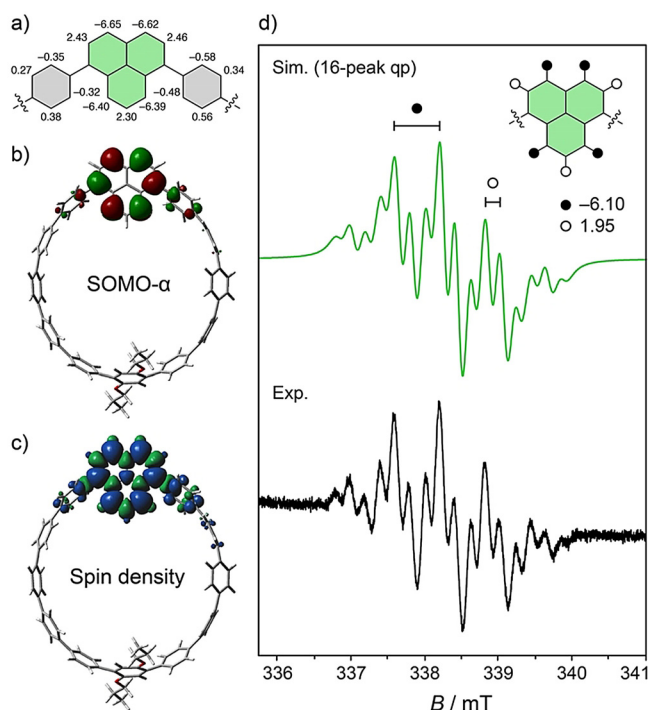 a)
−6.65 −6.62
2.43 2.46
−0.35 −0.58
0.27 0.34
−0.32 −0.48
−6.40 −6.39
0.38 2.30 0.56
b)
SOMO-α
c)
Spin density
d)
Sim. (16-peak qp)
● −6.10
○ 1.95
Exp.
336 337 338 339 340 341
B / mT